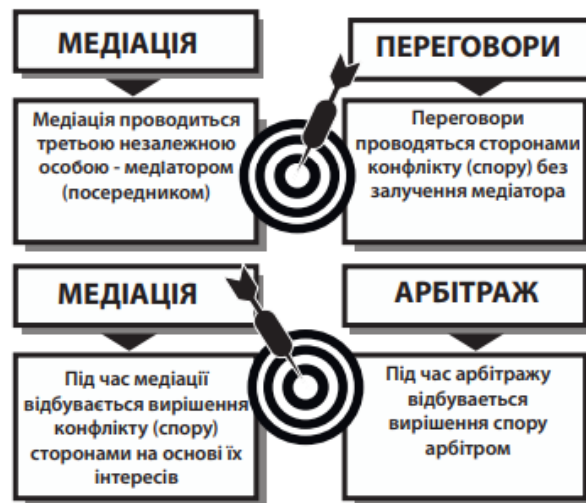 МЕДІАЦІЯ
Медіація проводиться
третьою незалежною
особою - медіатором
(посередником)
ПЕРЕГОВОРИ
Переговори
проводяться сторонами
конфлікту (спору) без
залучення медіатора
МЕДІАЦІЯ
Під час медіації
відбувається вирішення
конфлікту (спору)
сторонами на основі їх
інтересів
АРБІТРАЖ
Під час арбітражу
відбуваеться
вирішення спору
арбітром